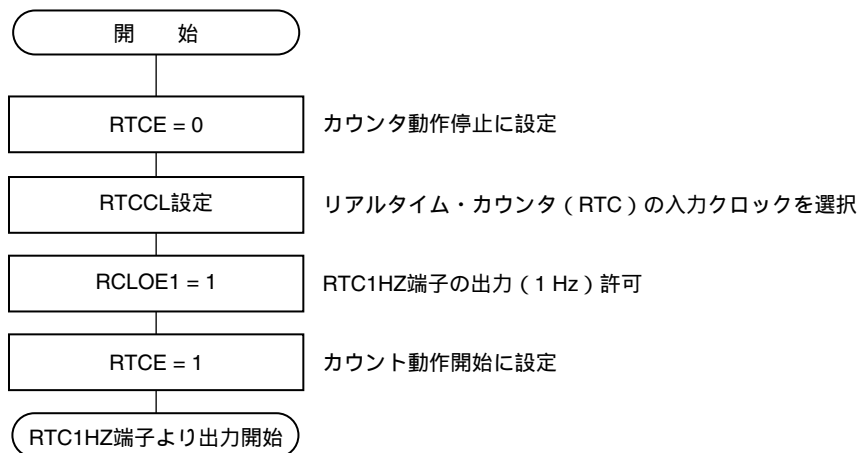 開　　始
RTCE = 0　カウンタ動作停止に設定
RTCCL設定　リアルタイム・カウンタ（RTC）の入力クロックを選択
RCLOE1 = 1　RTC1HZ端子の出力（1 Hz）許可
RTCE = 1　カウント動作開始に設定
RTC1HZ端子より出力開始